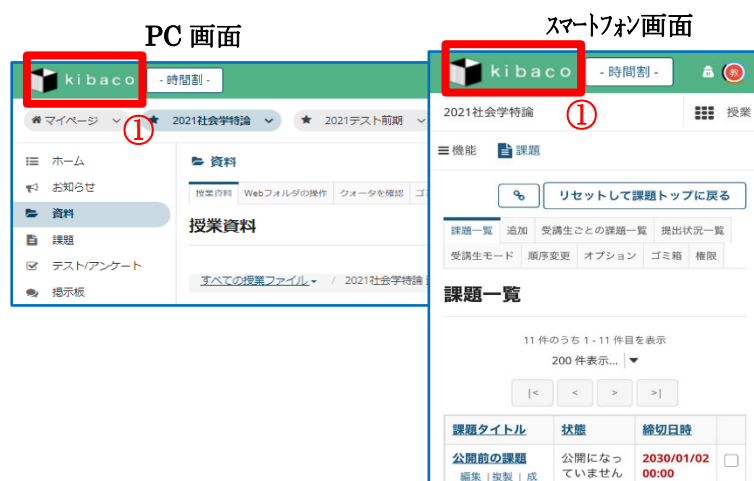 PC 画面
kibaco
- 時間割 -
マイページ
①
2021社会学特論
2021テスト前期
ホーム
お知らせ
資料
課題
テスト/アンケート
掲示板
資料
授業資料
Webフォルダの操作
クォータを確認
授業資料
すべての授業ファイル
/ 2021社会学特論
スマートフォン画面
kibaco
- 時間割 -
教
2021社会学特論
①
授業
機能
課題
リセットして課題トップに戻る
課題一覧
追加
受講生ごとの課題一覧
提出状況一覧
受講生モード
順序変更
オプション
ゴミ箱
権限
課題一覧
11 件のうち 1 - 11 件目を表示
200 件表示...
|<
<
>
>|
課題タイトル
状態
締切日時
公開前の課題
編集 | 複製 | 成
公開になっ
ていません
2030/01/02
00:00